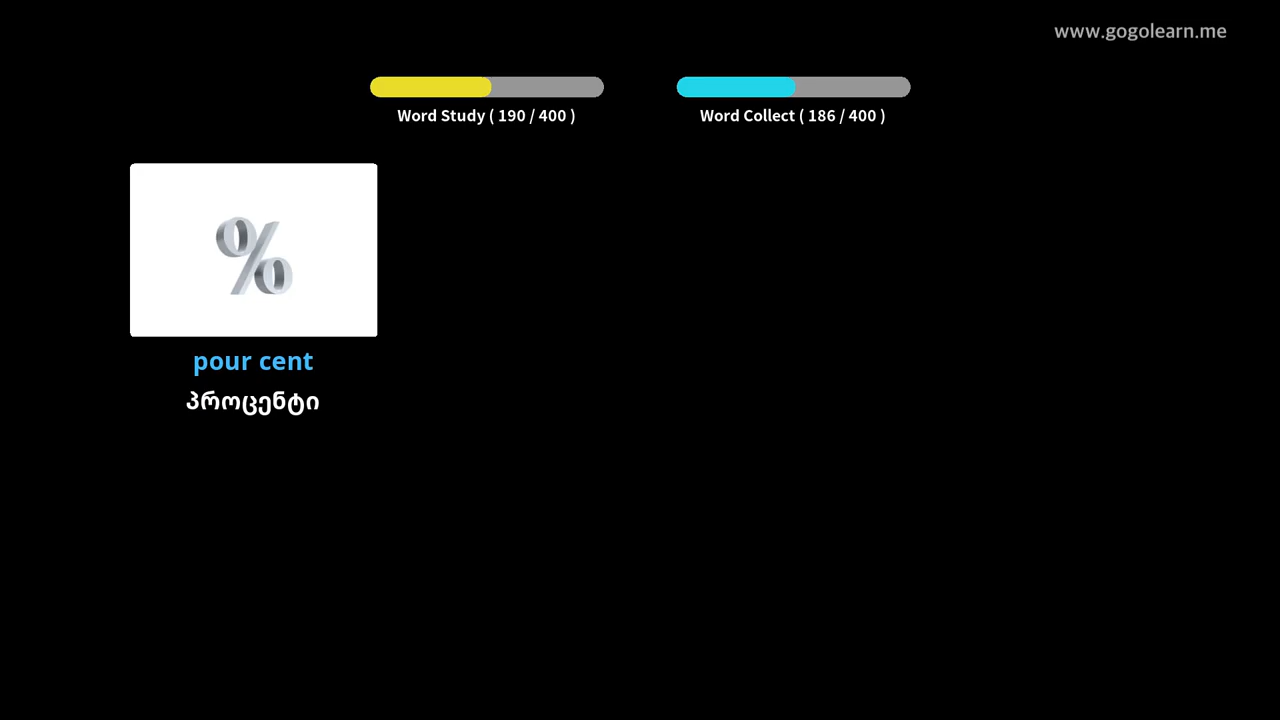 www.gogolearn.me
Word Study ( 190 / 400 )
Word Collect ( 186 / 400 )
%
pour cent
პროცენტი